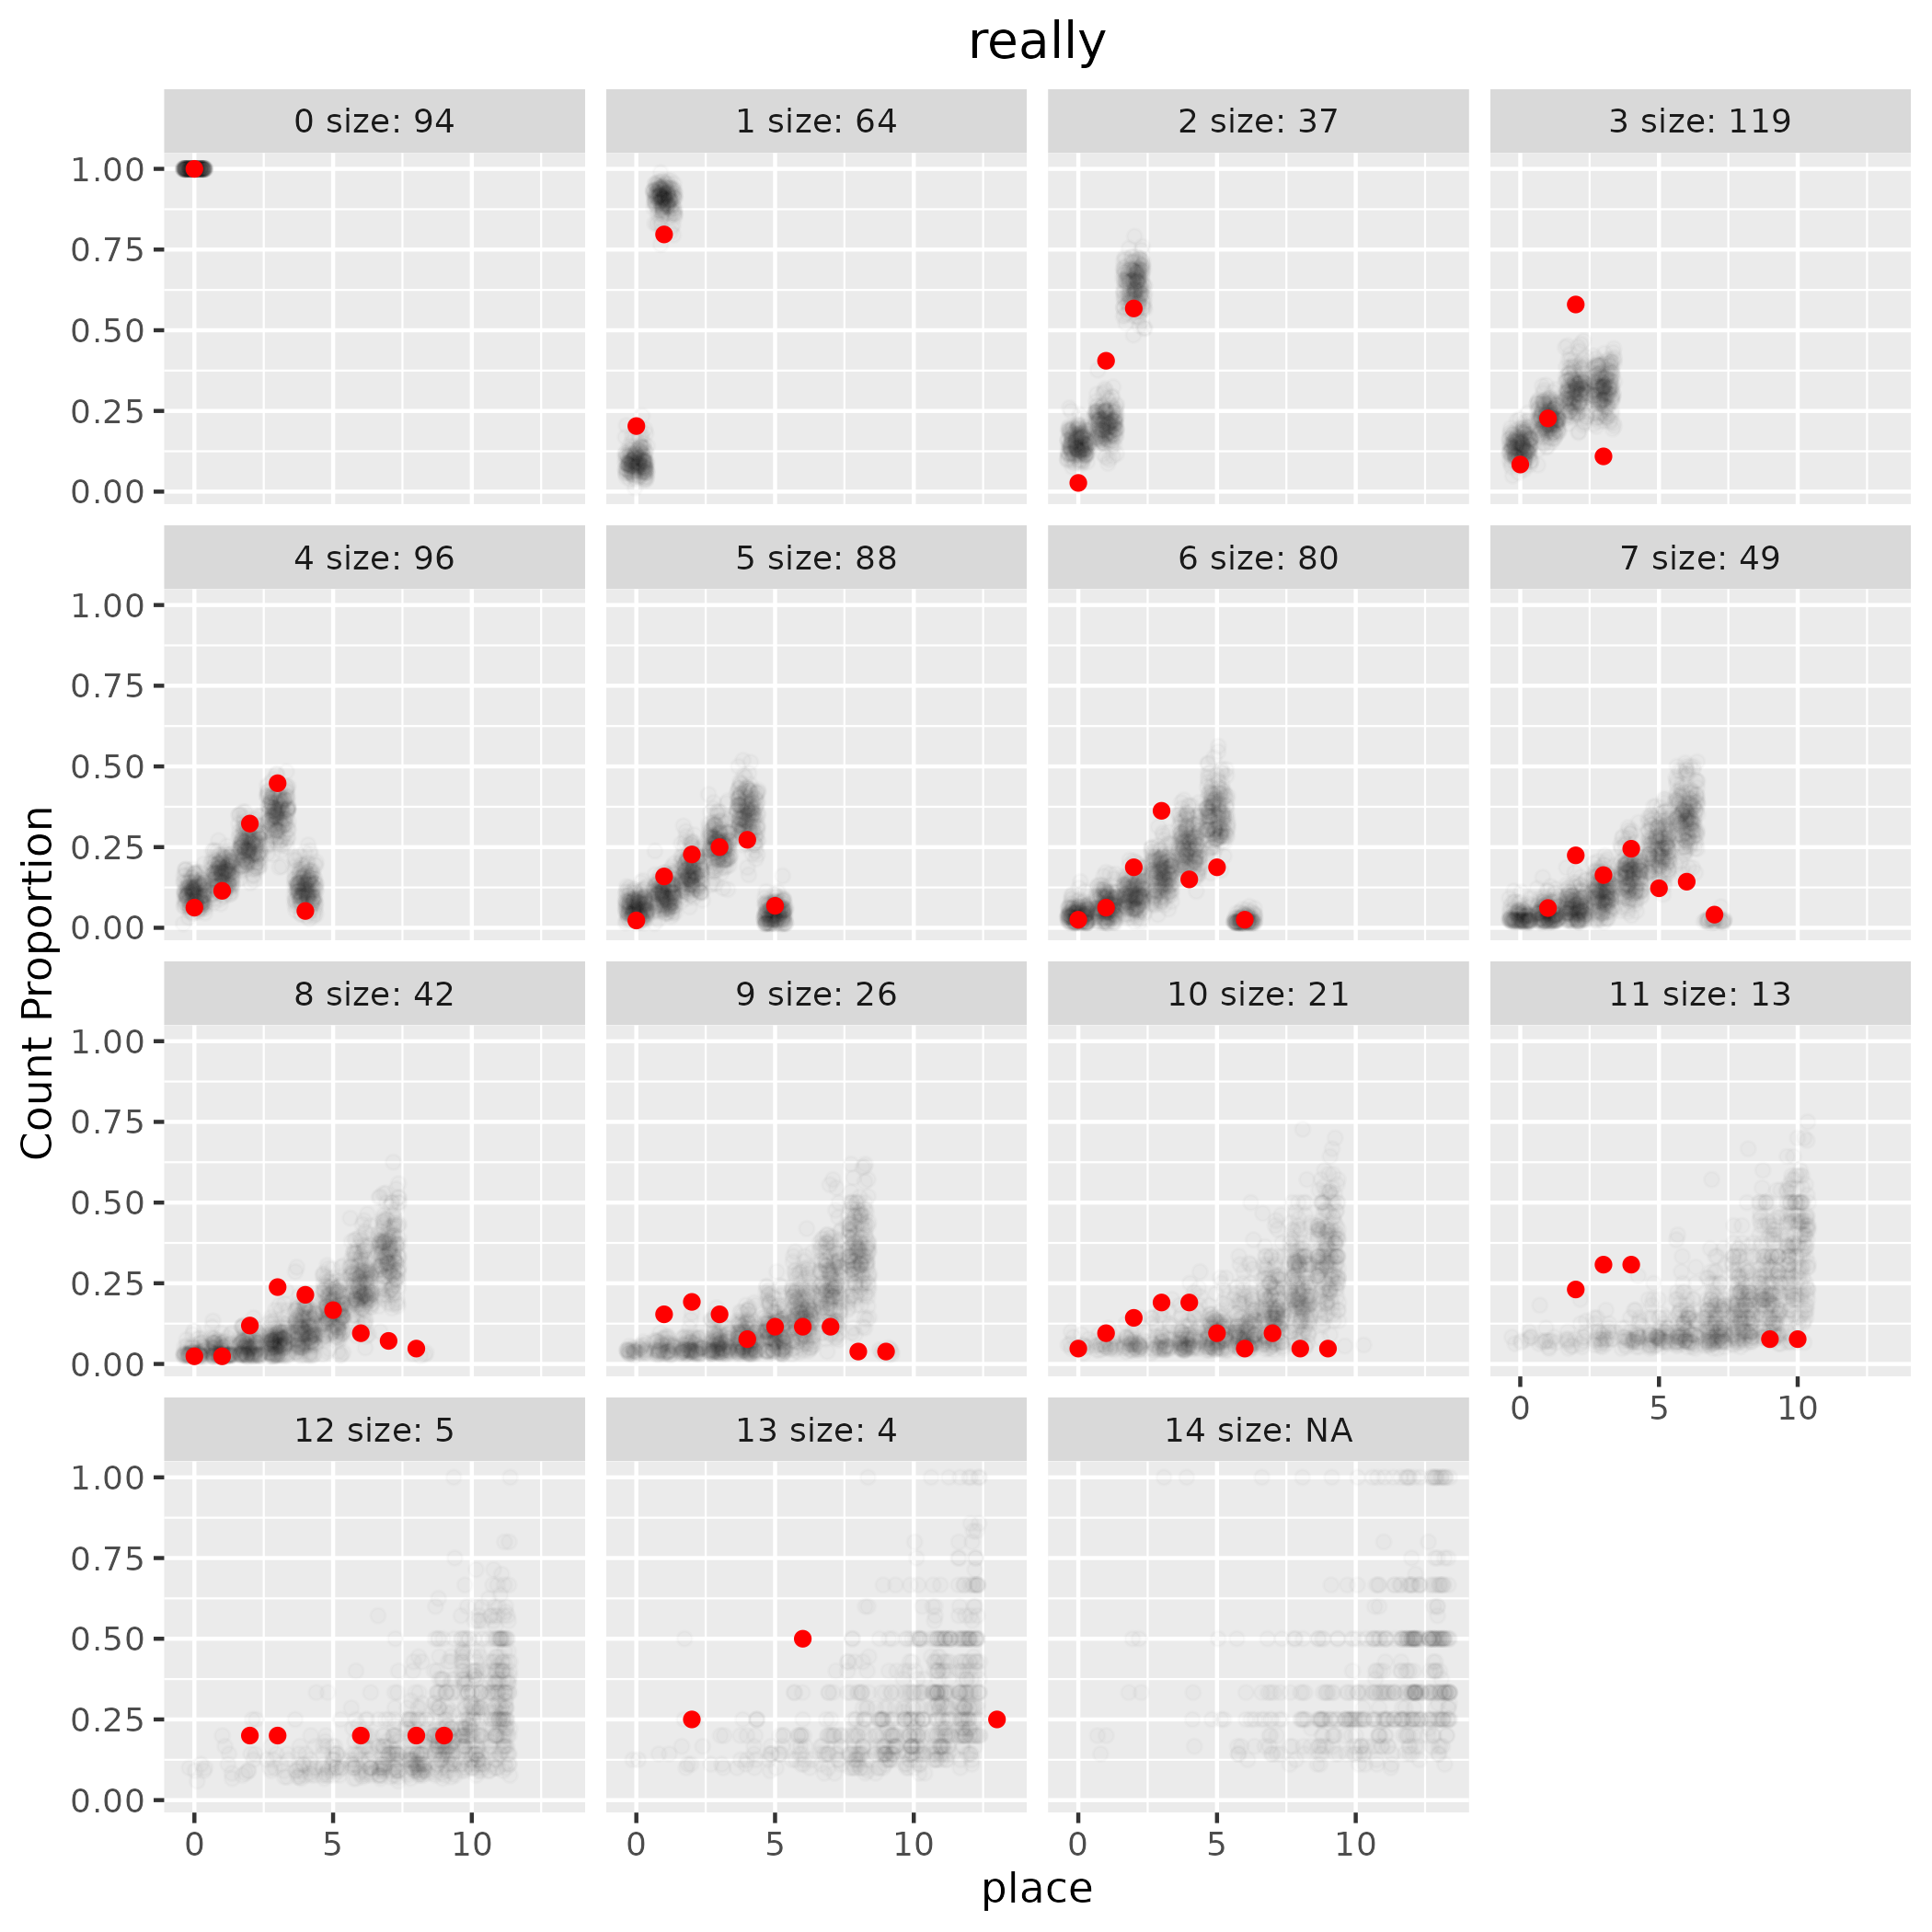 really
0 size: 94
1 size: 64
2 size: 37
3 size: 119
1.00
0.75
0.50
0.25
0.00
4 size: 96
5 size: 88
6 size: 80
7 size: 49
1.00
0.75
0.50
0.25
0.00
8 size: 42
9 size: 26
10 size: 21
11 size: 13
1.00
0.75
0.50
0.25
0.00
0 5 10
12 size: 5
13 size: 4
14 size: NA
1.00
0.75
0.50
0.25
0.00
0 5 10
0 5 10
0 5 10
place
Count Proportion